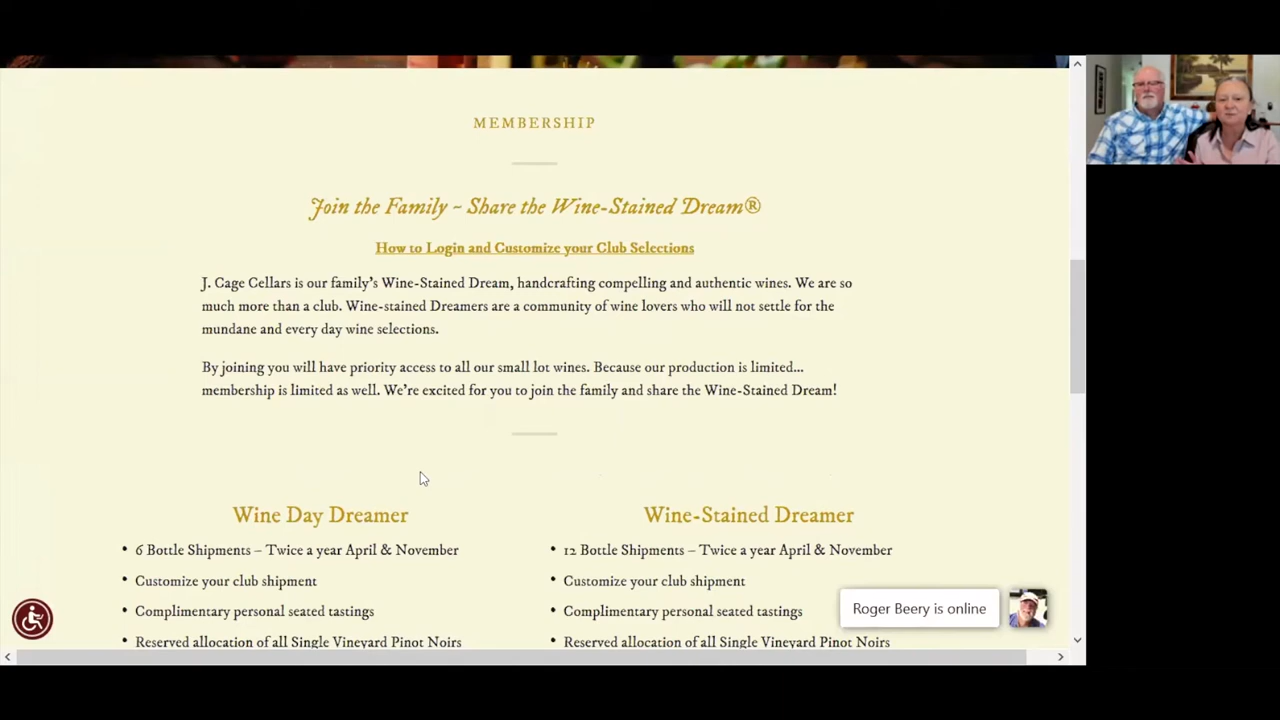 MEMBERSHIP
Join the Family ~ Share the Wine-Stained Dream®
How to Login and Customize your Club Selections
J. Cage Cellars is our family's Wine-Stained Dream, handcrafting compelling and authentic wines. We are so
much more than a club. Wine-stained Dreamers are a community of wine lovers who will not settle for the
mundane and every day wine selections.
By joining you will have priority access to all our small lot wines. Because our production is limited...
membership is limited as well. We're excited for you to join the family and share the Wine-Stained Dream!
Wine Day Dreamer
• 6 Bottle Shipments – Twice a year April & November
• Customize your club shipment
• Complimentary personal seated tastings
• Reserved allocation of all Single Vineyard Pinot Noirs
Wine-Stained Dreamer
• 12 Bottle Shipments – Twice a year April & November
• Customize your club shipment
• Complimentary personal seated tastings
• Reserved allocation of all Single Vineyard Pinot Noirs
Roger Beery is online